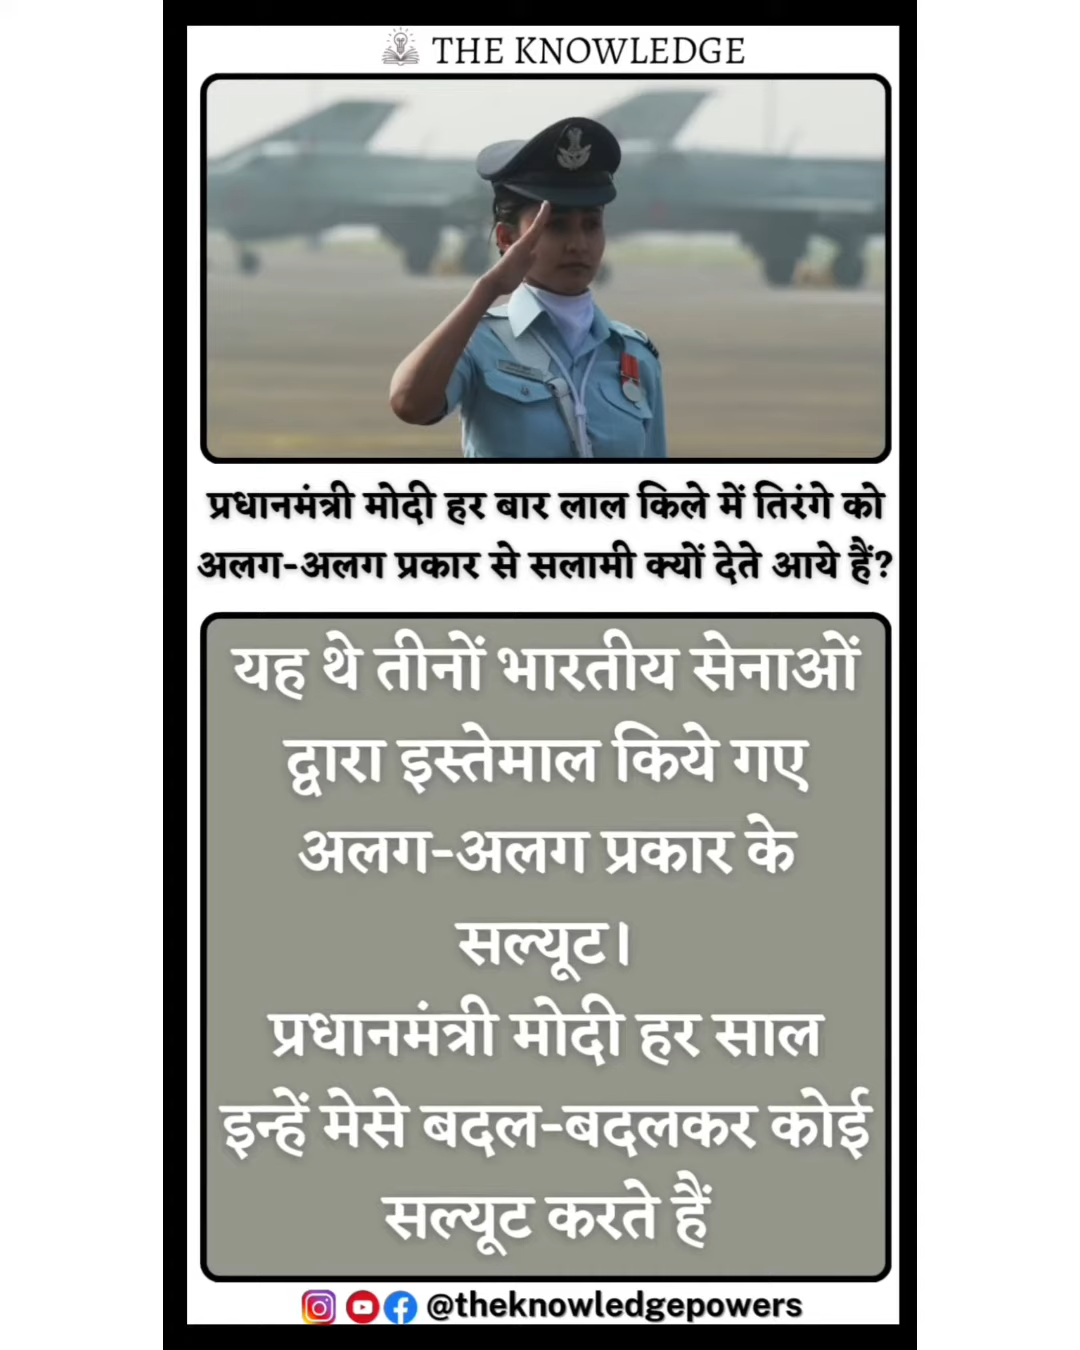 THE KNOWLEDGE
प्रधानमंत्री मोदी हर बार लाल किले में तिरंगे को
अलग-अलग प्रकार से सलामी क्यों देते आये हैं?
यह थे तीनों भारतीय सेनाओं
द्वारा इस्तेमाल किये गए
अलग-अलग प्रकार के
सल्यूट।
प्रधानमंत्री मोदी हर साल
इन्हें मेसे बदल-बदलकर कोई
सल्यूट करते हैं
@theknowledgepowers